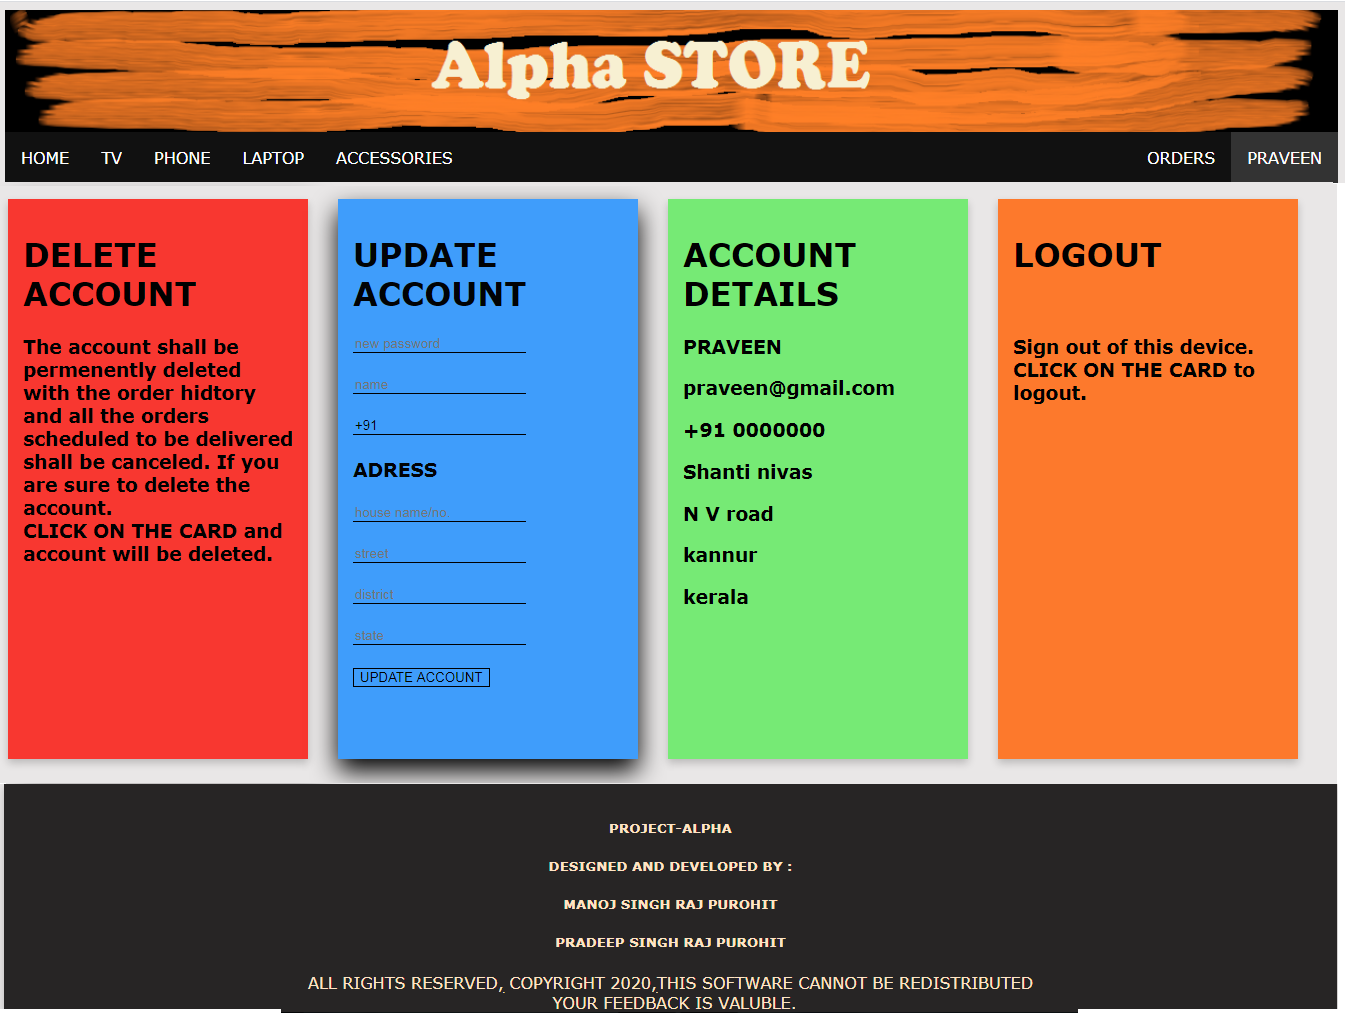 Alpha STORE
HOME TV PHONE LAPTOP ACCESSORIES ORDERS PRAVEEN
DELETE
ACCOUNT
The account shall be
permenently deleted
with the order hidtory
and all the orders
scheduled to be delivered
shall be canceled. If you
are sure to delete the
account.
CLICK ON THE CARD and
account will be deleted.
UPDATE
ACCOUNT
new password
name
+91
ADRESS
house name/no.
street
district
state
UPDATE ACCOUNT
ACCOUNT
DETAILS
PRAVEEN
praveen@gmail.com
+91 0000000
Shanti nivas
N V road
kannur
kerala
LOGOUT
Sign out of this device.
CLICK ON THE CARD to
logout.
PROJECT-ALPHA
DESIGNED AND DEVELOPED BY :
MANOJ SINGH RAJ PUROHIT
PRADEEP SINGH RAJ PUROHIT
ALL RIGHTS RESERVED, COPYRIGHT 2020,THIS SOFTWARE CANNOT BE REDISTRIBUTED
YOUR FEEDBACK IS VALUBLE.